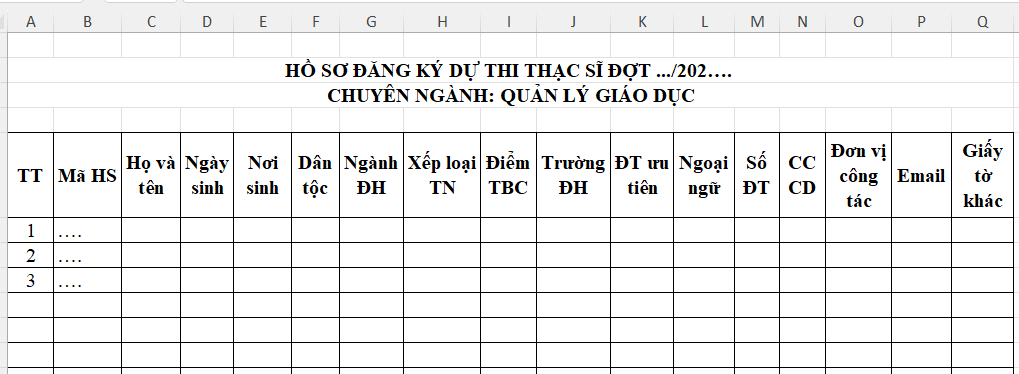 A B C D E F G H I J K L M N O P Q
HỒ SƠ ĐĂNG KÝ DỰ THI THẠC SĨ ĐỢT .../202….
CHUYÊN NGÀNH: QUẢN LÝ GIÁO DỤC
TT Mã HS Họ và tên Ngày sinh Nơi sinh Dân tộc Ngành ĐH Xếp loại TN Điểm TBC Trường ĐH ĐT ưu tiên Ngoại ngữ Số ĐT CC CD Đơn vị công tác Email Giấy tờ khác
1 ….
2 ….
3 ….